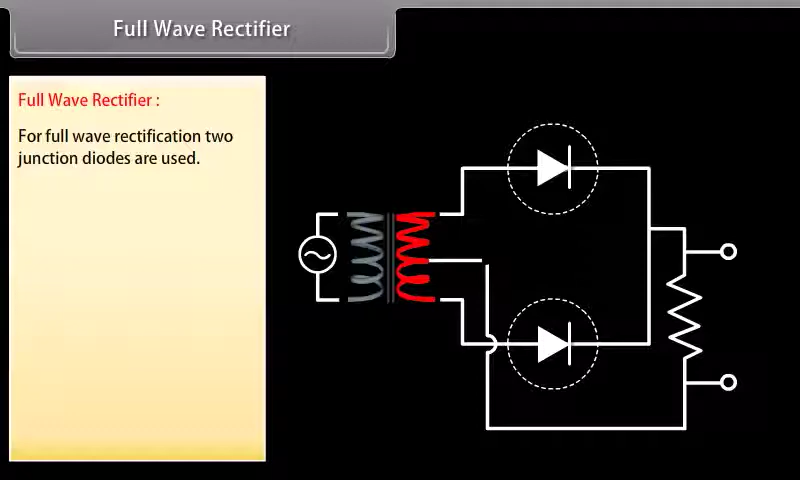 Full Wave Rectifier
Full Wave Rectifier :
For full wave rectification two
junction diodes are used.